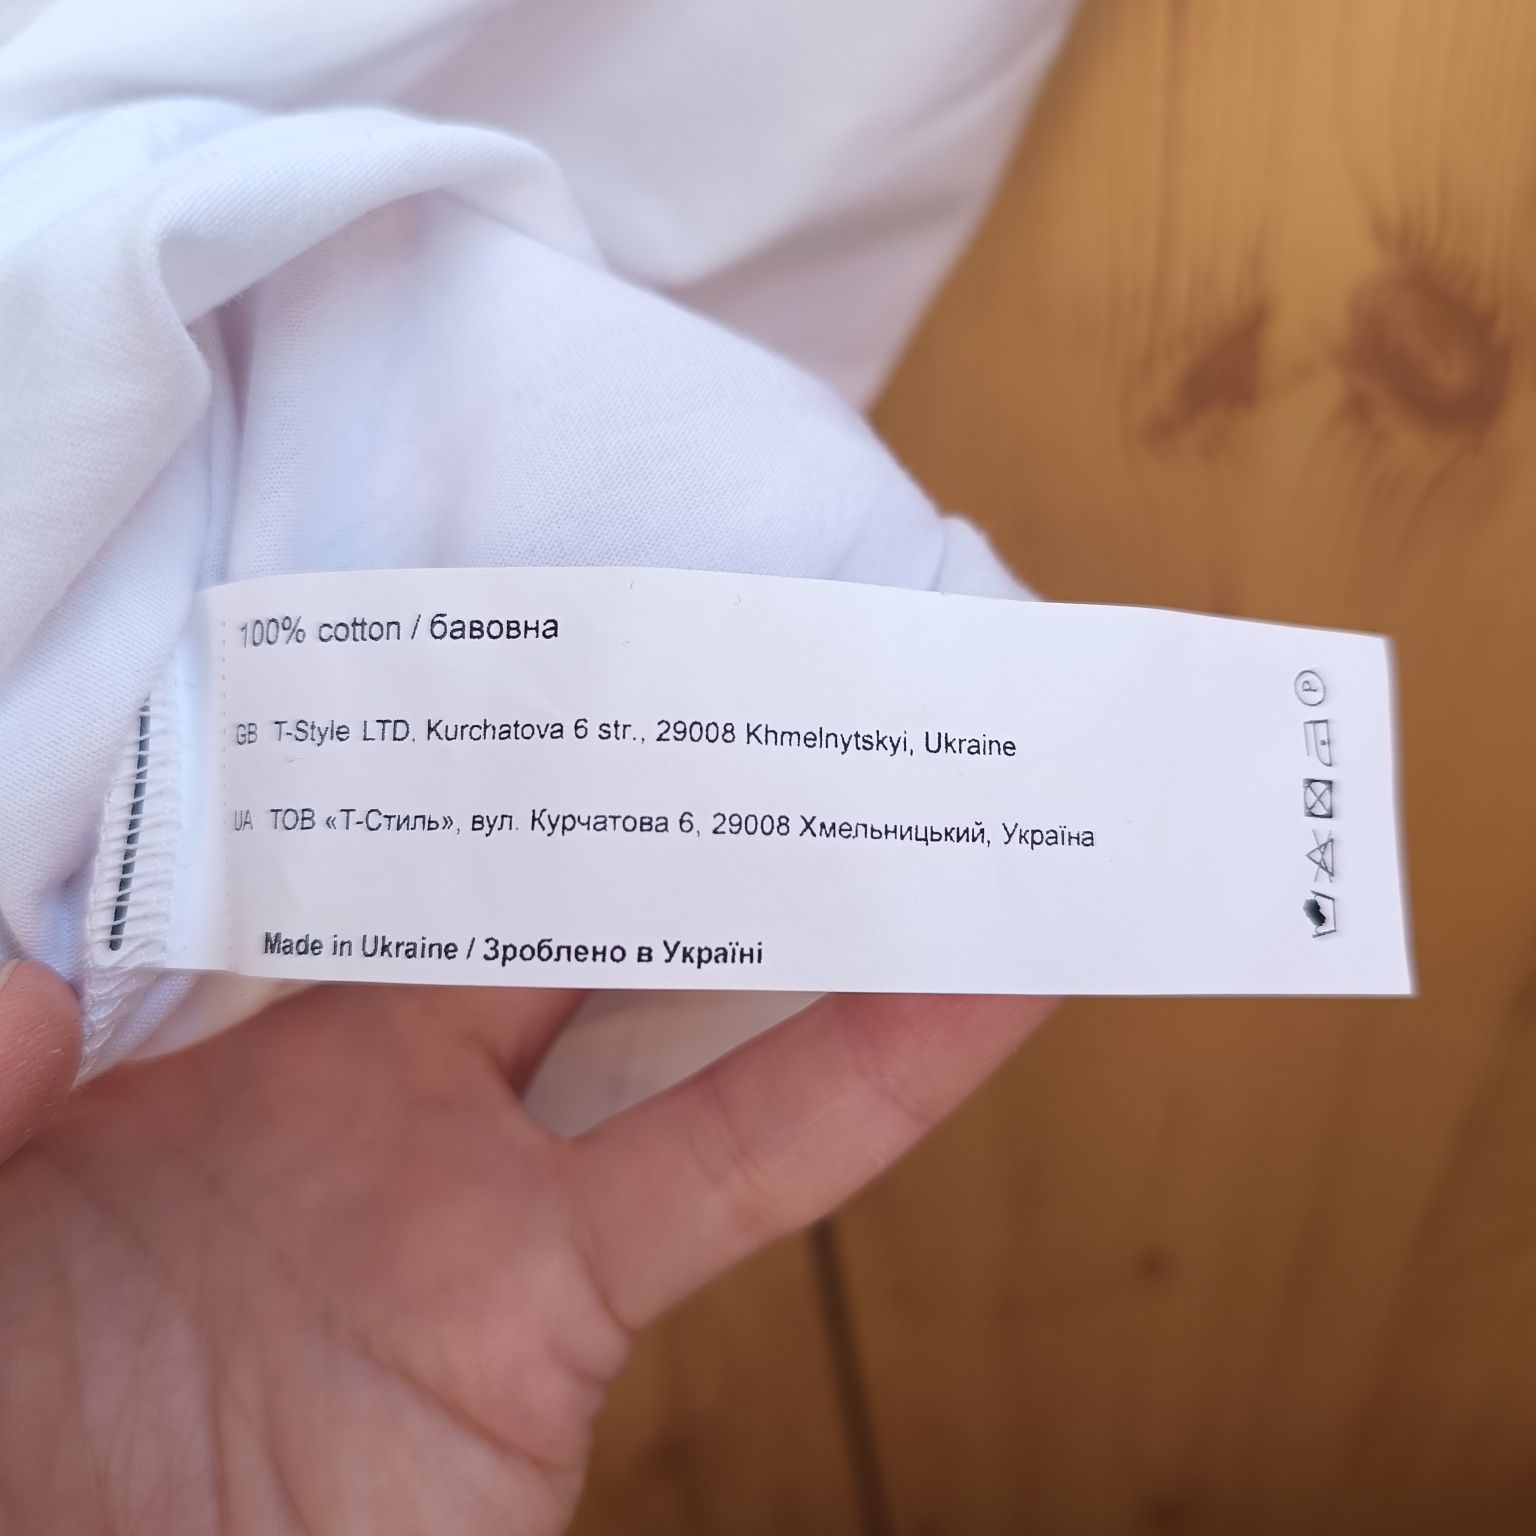 100% cotton / бавовна
GB T-Style LTD, Kurchatova 6 str., 29008 Khmelnytskyi, Ukraine
UA ТОВ «Т-Стиль», вул. Курчатова 6, 29008 Хмельницький, Україна
Made in Ukraine / Зроблено в Україні
P